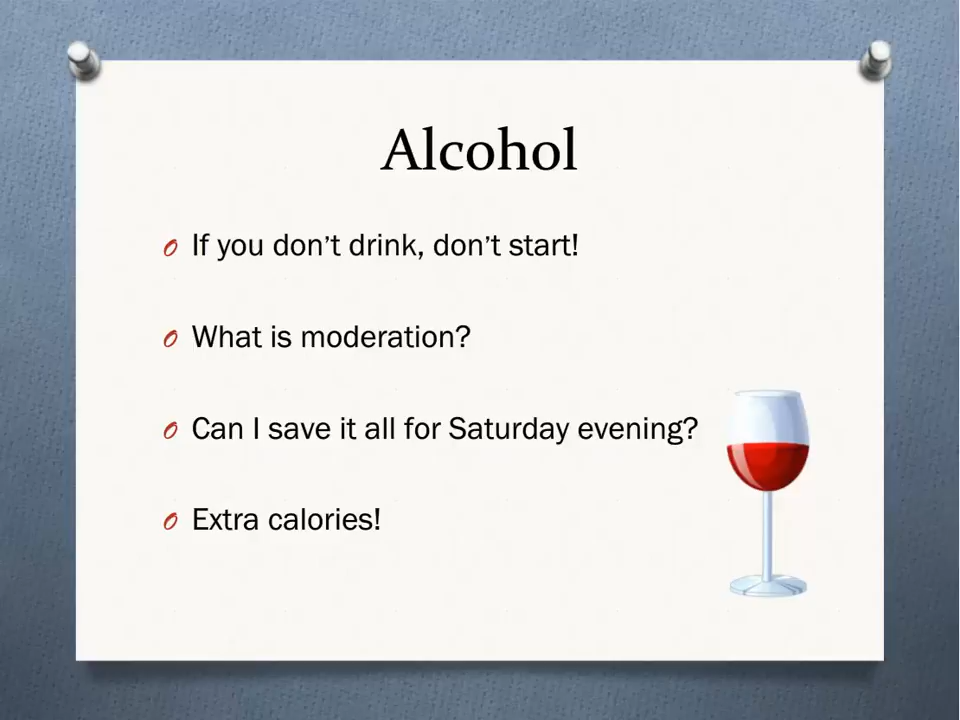 Alcohol
If you don’t drink, don’t start!
What is moderation?
Can I save it all for Saturday evening?
Extra calories!